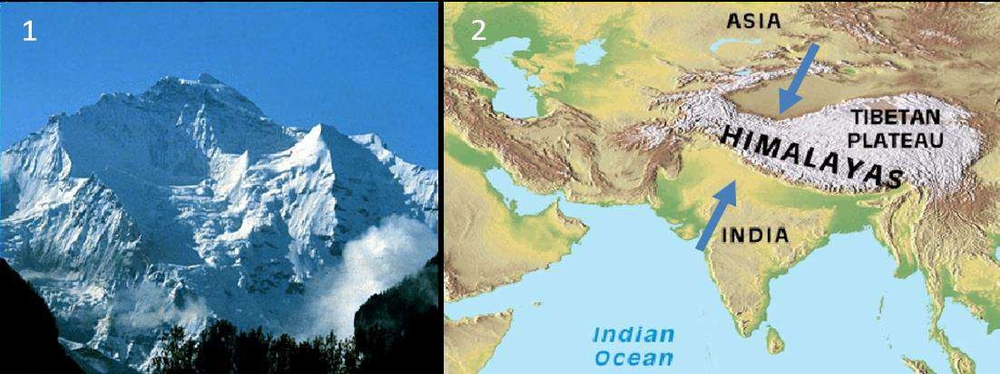 1
2
ASIA
TIBETAN
PLATEAU
HIMALAYAS
INDIA
Indian
Ocean